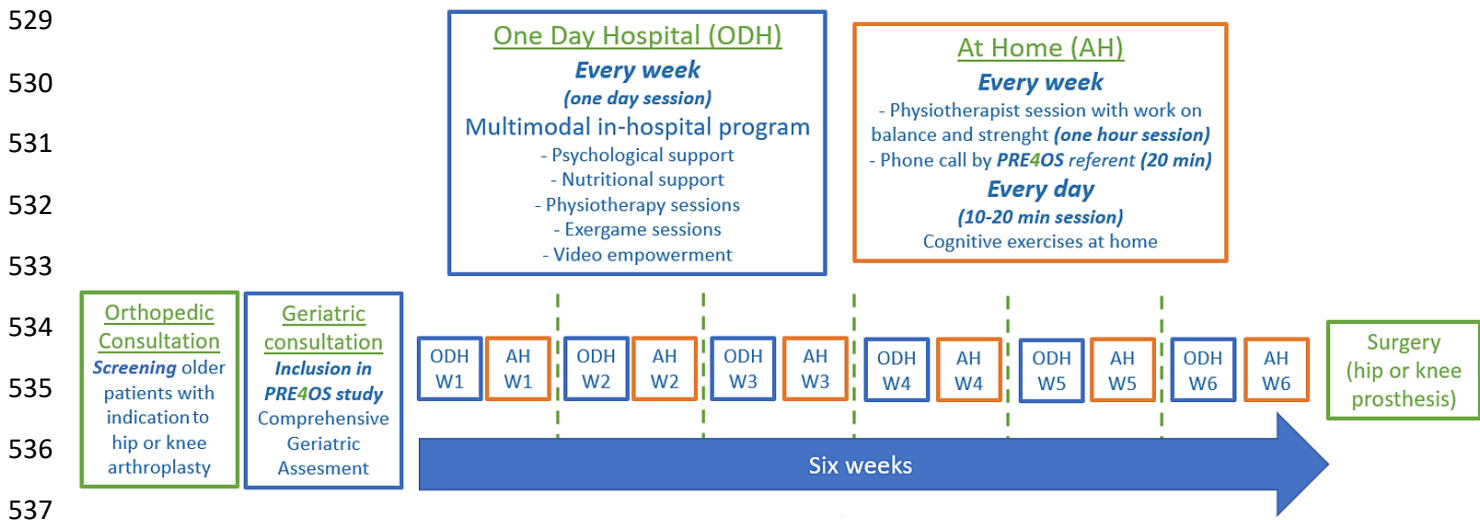 529
530
531
532
533
534
535
536
537
One Day Hospital (ODH)
Every week
(one day session)
Multimodal in-hospital program
- Psychological support
- Nutritional support
- Physiotherapy sessions
- Exergame sessions
- Video empowerment
At Home (AH)
Every week
- Physiotherapist session with work on
balance and strenght (one hour session)
- Phone call by PRE4OS referent (20 min)
Every day
(10-20 min session)
Cognitive exercises at home
Orthopedic
Consultation
Screening older
patients with
indication to
hip or knee
arthroplasty
Geriatric
consultation
Inclusion in
PRE4OS study
Comprehensive
Geriatric
Assesment
ODH
W1
AH
W1
ODH
W2
AH
W2
ODH
W3
AH
W3
ODH
W4
AH
W4
ODH
W5
AH
W5
ODH
W6
AH
W6
Surgery
(hip or knee
prosthesis)
Six weeks